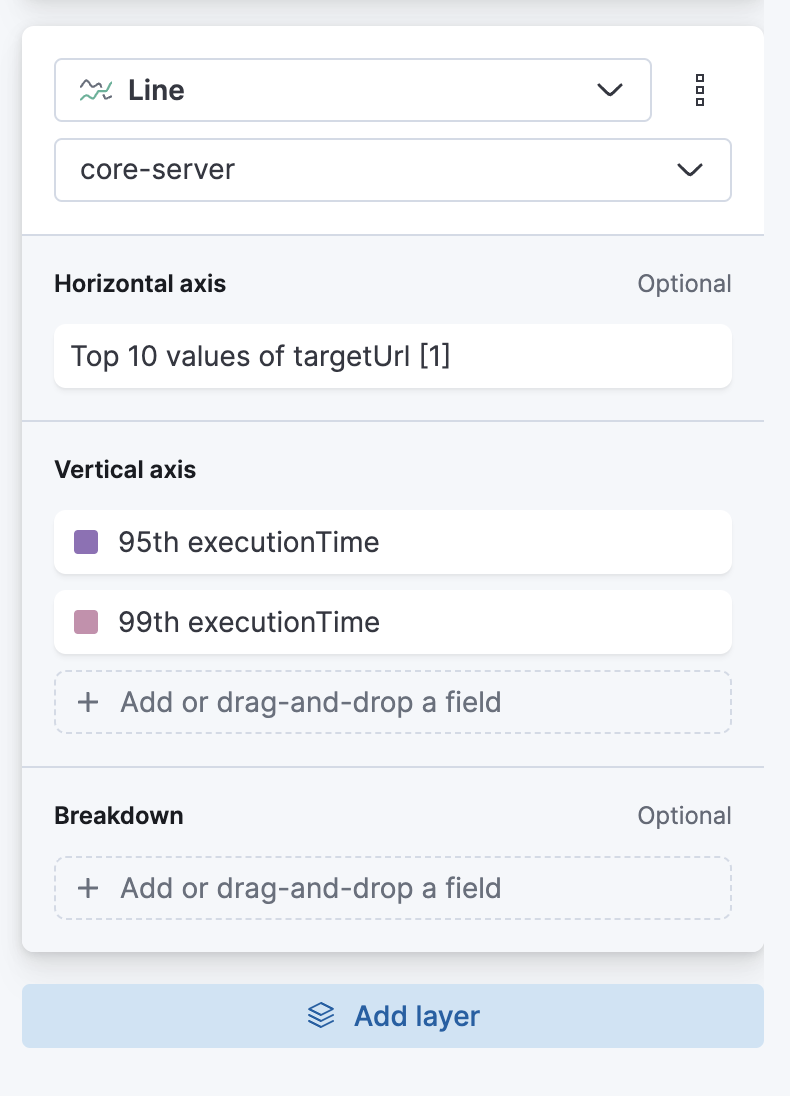 Line
core-server
Horizontal axis Optional
Top 10 values of targetUrl [1]
Vertical axis
95th executionTime
99th executionTime
+ Add or drag-and-drop a field
Breakdown Optional
+ Add or drag-and-drop a field
Add layer